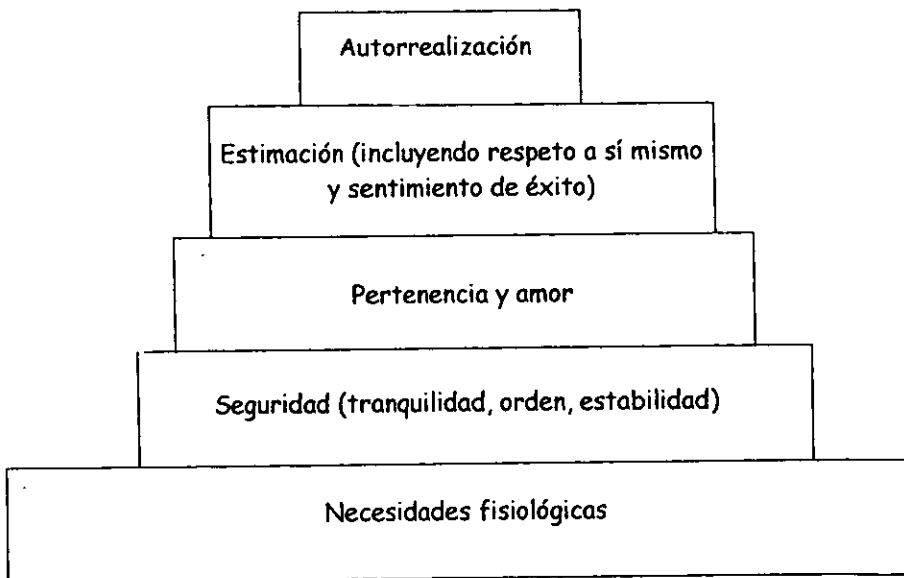 Autorrealización
Estimación (incluyendo respeto a sí mismo
y sentimiento de éxito)
Pertenencia y amor
Seguridad (tranquilidad, orden, estabilidad)
Necesidades fisiológicas